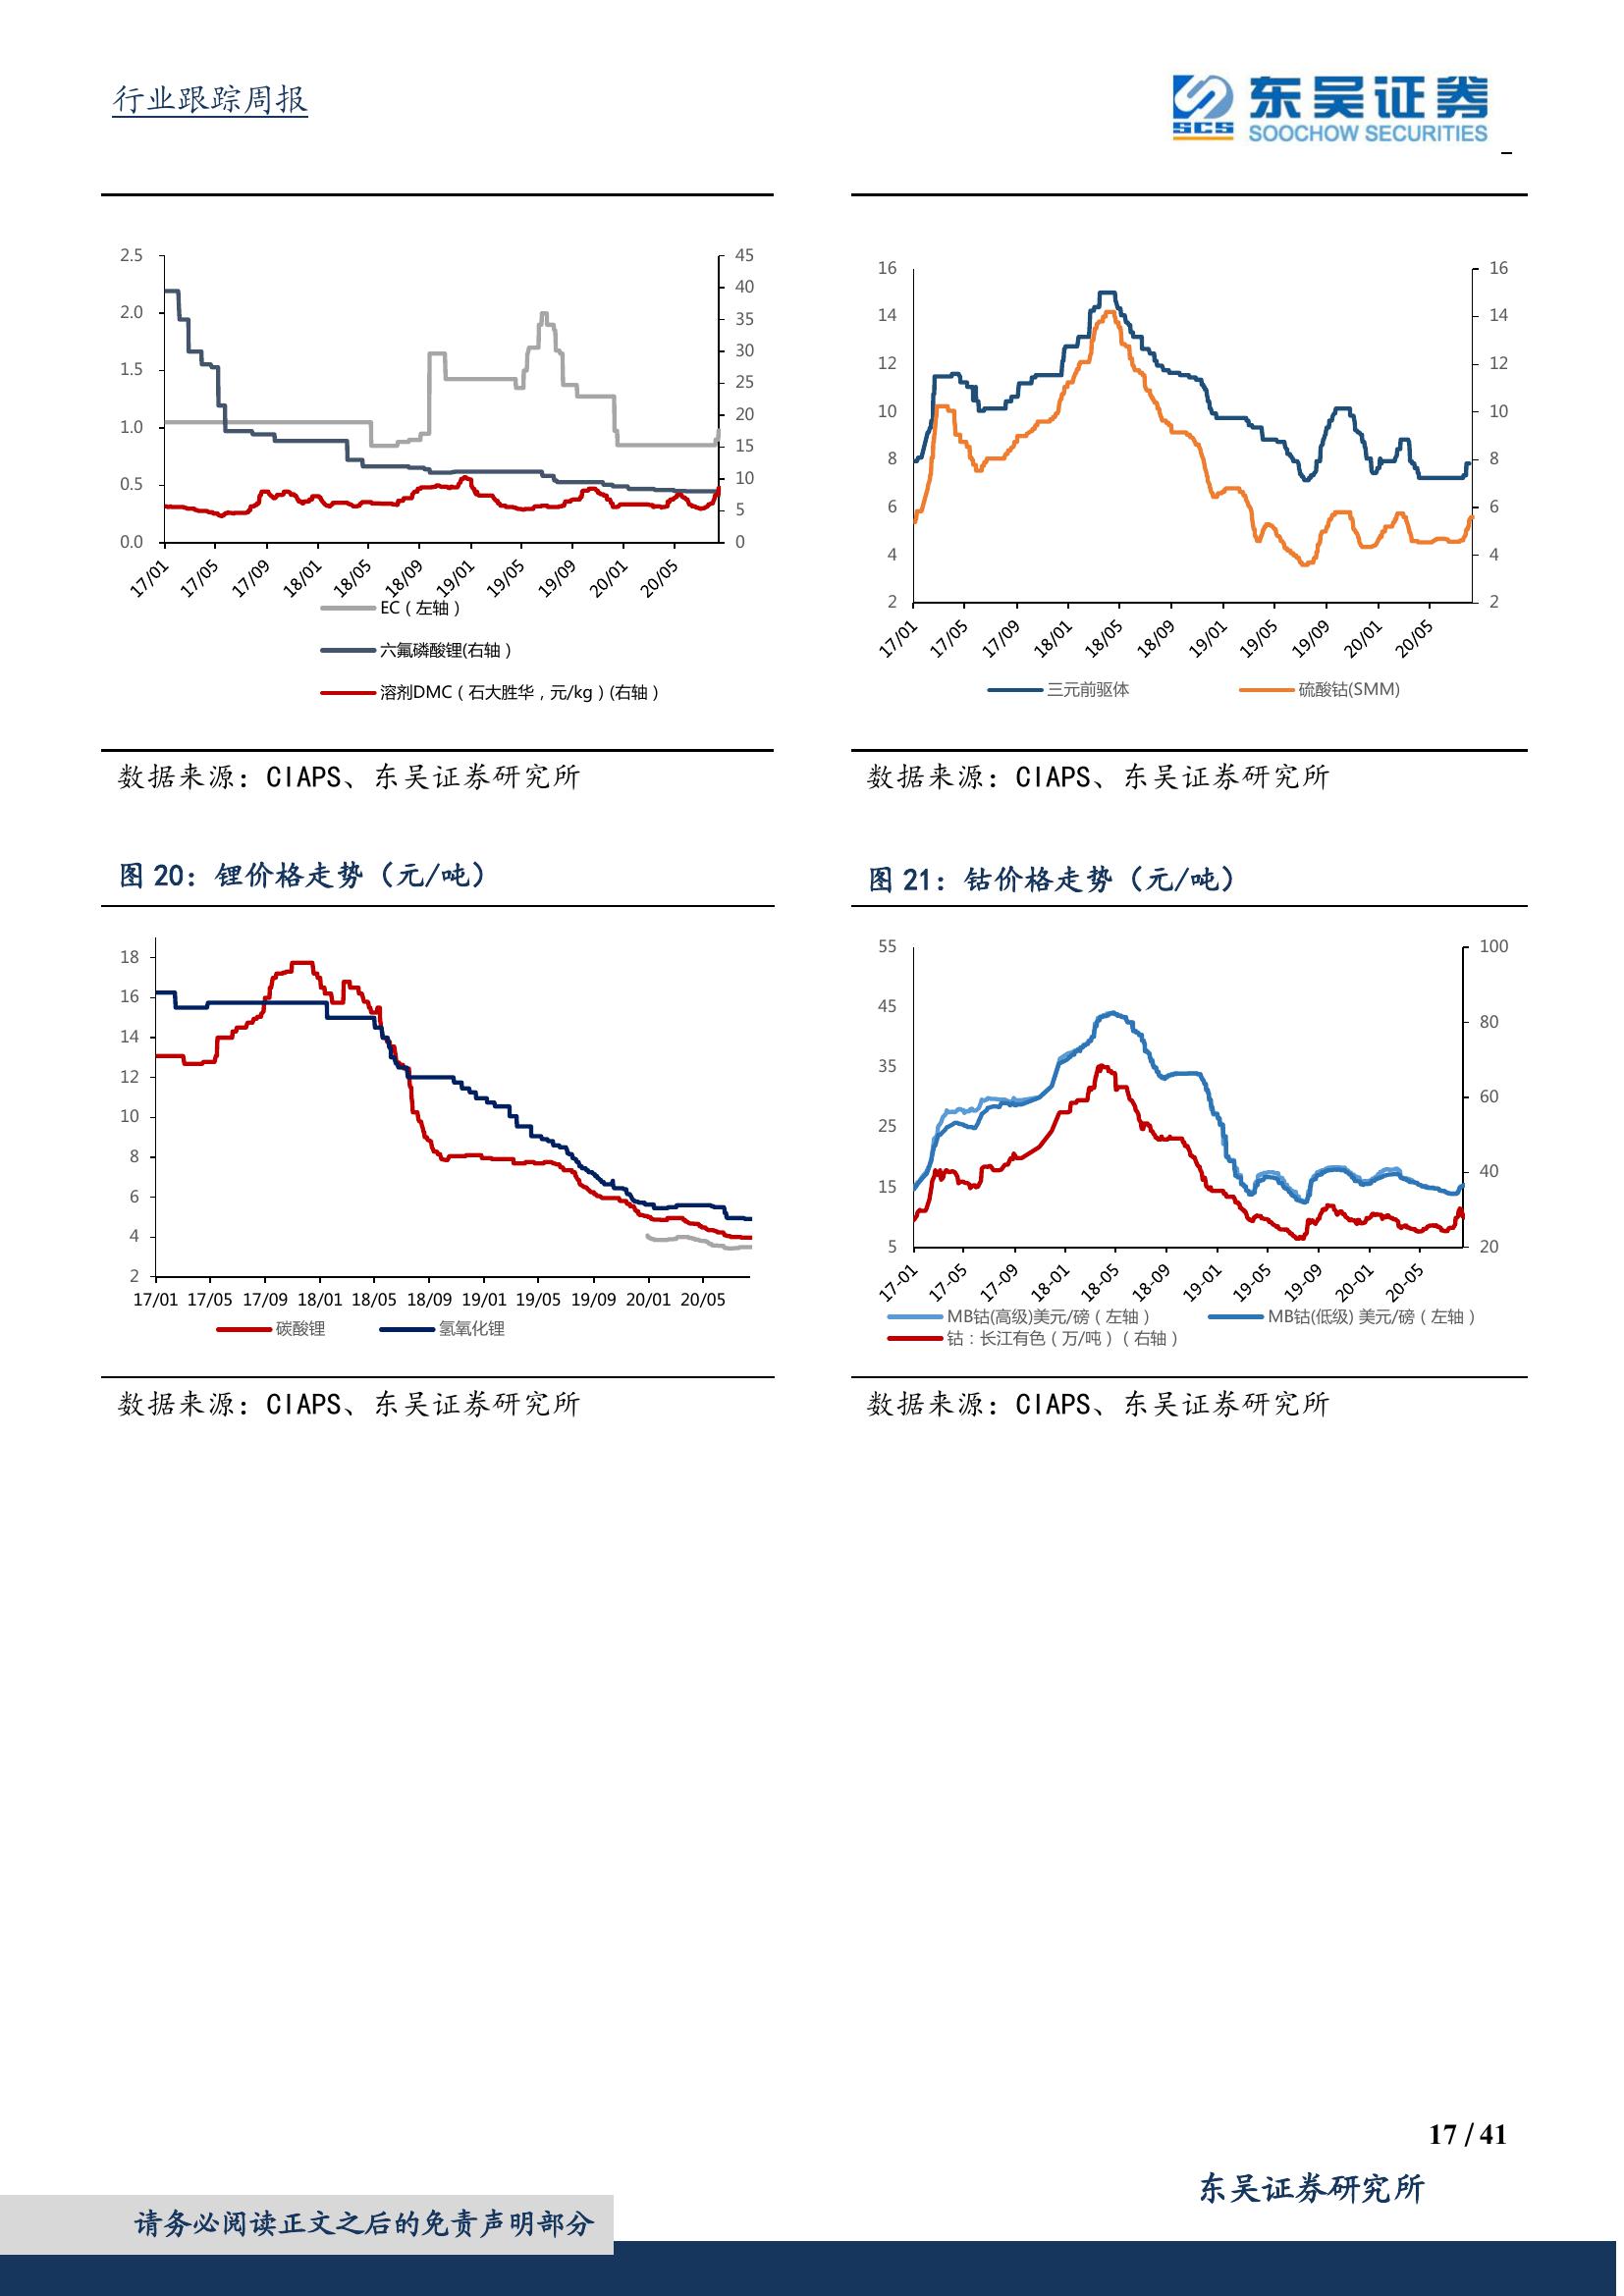 行业跟踪周报
SCS
东吴证券
SOOCHOW SECURITIES
2.5
2.0
1.5
1.0
0.5
0.0
45
40
35
30
25
20
15
10
5
0
17/01 17/05 17/09 18/01 18/05 18/09 19/01 19/05 19/09 20/01 20/05
EC（左轴）
六氟磷酸锂(右轴）
溶剂DMC（石大胜华，元/kg）(右轴）
16
14
12
10
8
6
4
2
16
14
12
10
8
6
4
2
17/01 17/05 17/09 18/01 18/05 18/09 19/01 19/05 19/09 20/01 20/05
三元前驱体 硫酸钴(SMM)
数据来源：CIAPS、东吴证券研究所
数据来源：CIAPS、东吴证券研究所
图 20：锂价格走势（元/吨）
18
16
14
12
10
8
6
4
2
17/01 17/05 17/09 18/01 18/05 18/09 19/01 19/05 19/09 20/01 20/05
碳酸锂 氢氧化锂
图 21：钴价格走势（元/吨）
55
45
35
25
15
5
100
80
60
40
20
17-01 17-05 17-09 18-01 18-05 18-09 19-01 19-05 19-09 20-01 20-05
MB钴(高级)美元/磅（左轴） MB钴(低级) 美元/磅（左轴）
钴：长江有色（万/吨）（右轴）
数据来源：CIAPS、东吴证券研究所
数据来源：CIAPS、东吴证券研究所
17 / 41
东吴证券研究所
请务必阅读正文之后的免责声明部分